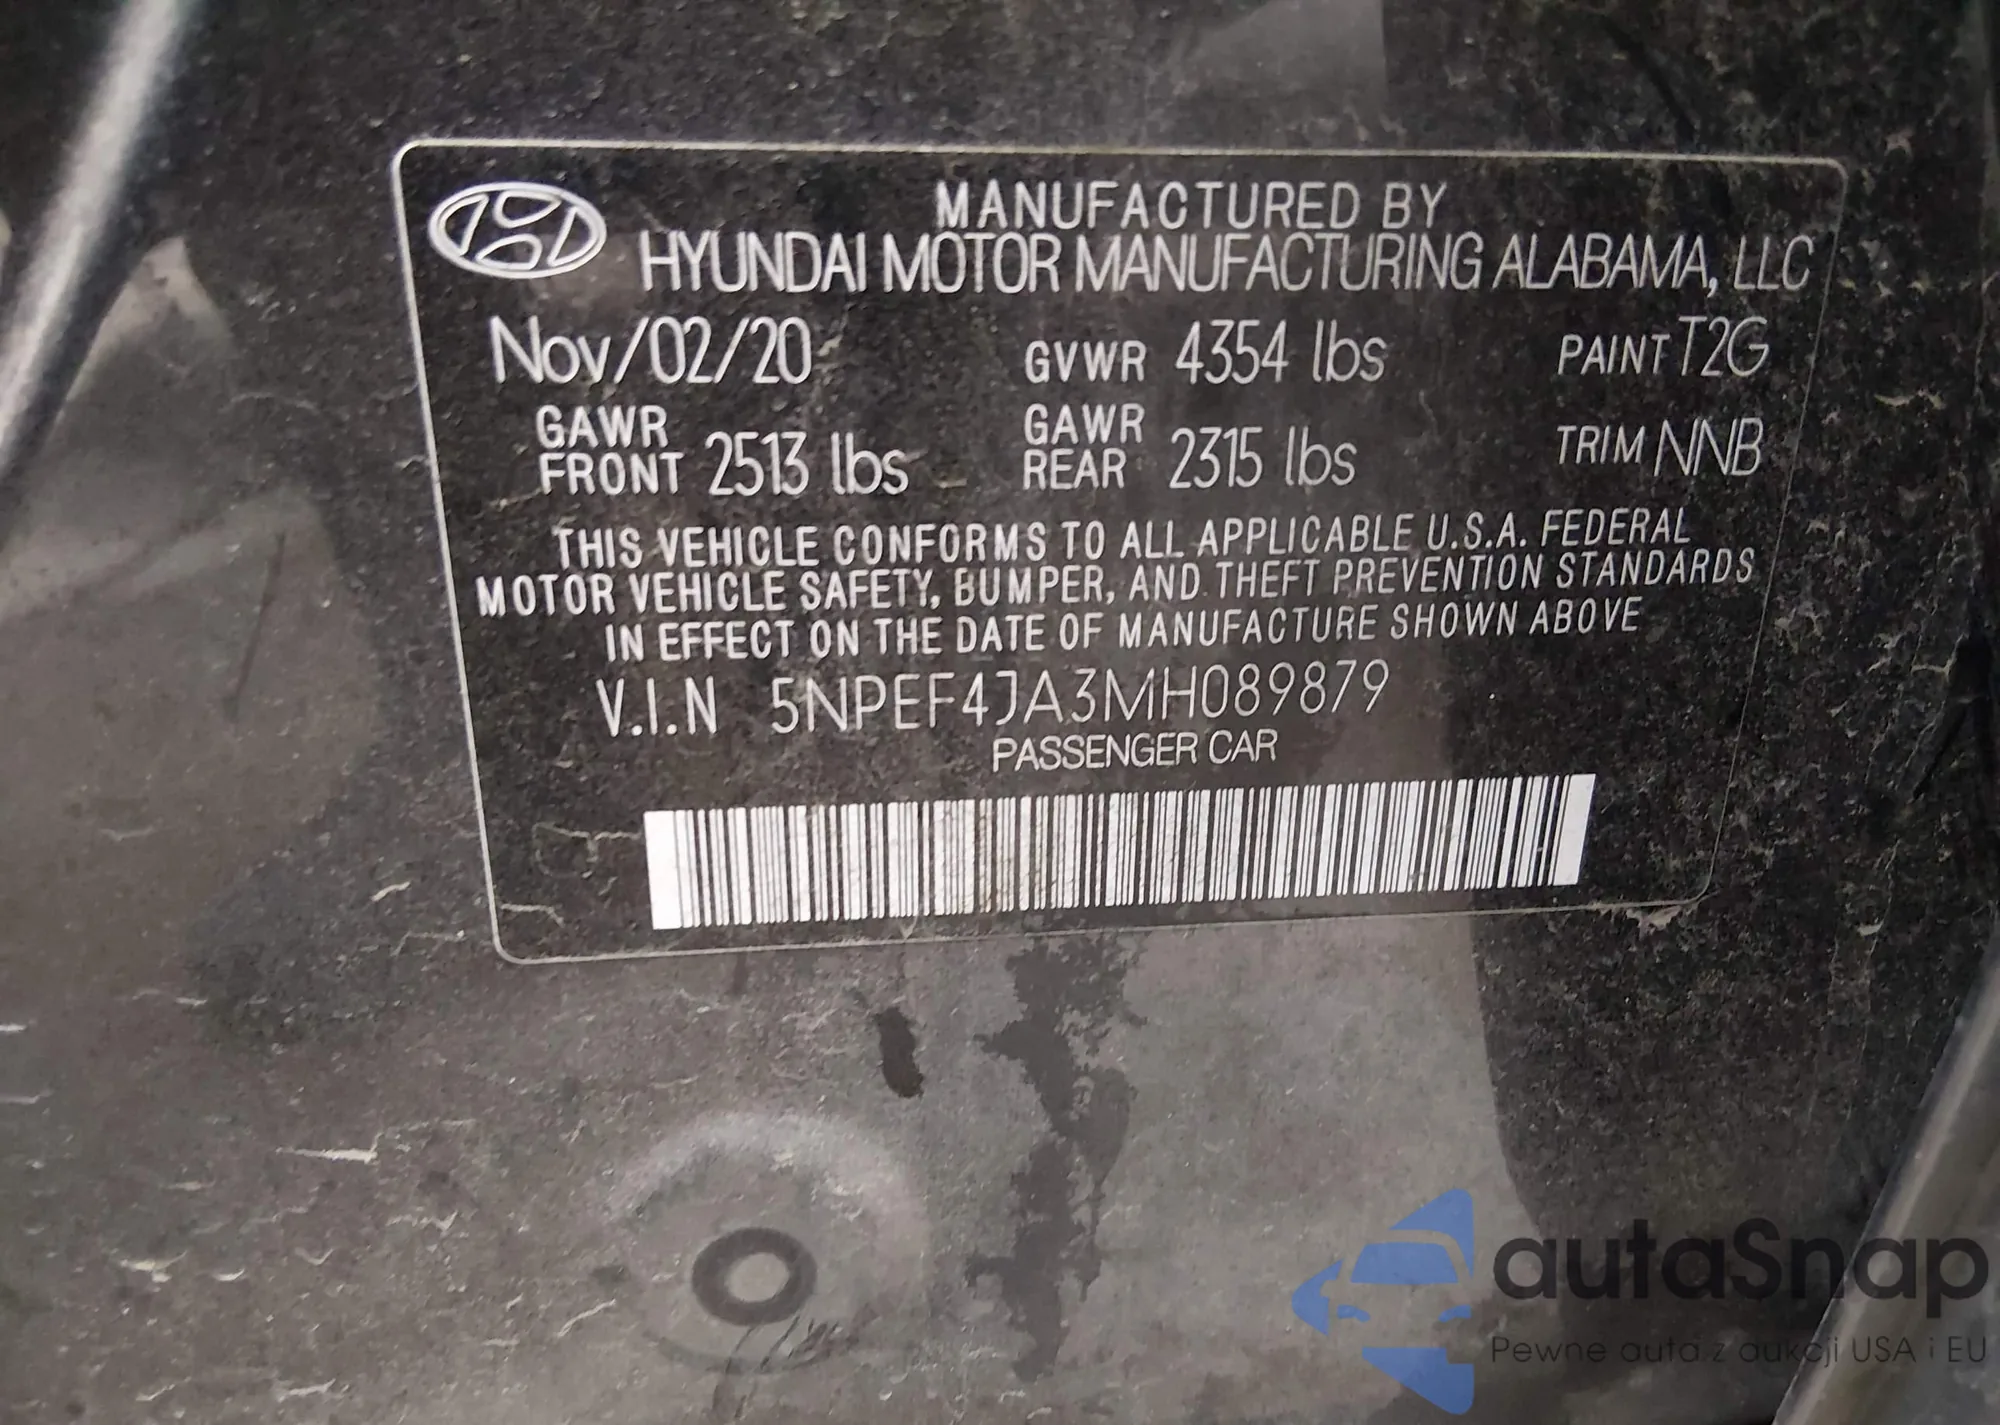 MANUFACTURED BY
HYUNDAI MOTOR MANUFACTURING ALABAMA, LLC
Nov/02/20 GVWR 4354 lbs PAINT T2G
GAWR FRONT 2513 lbs GAWR REAR 2315 lbs TRIM NNB
THIS VEHICLE CONFORMS TO ALL APPLICABLE U.S.A. FEDERAL
MOTOR VEHICLE SAFETY, BUMPER, AND THEFT PREVENTION STANDARDS
IN EFFECT ON THE DATE OF MANUFACTURE SHOWN ABOVE
V.I.N 5NPEF4JA3MH089879
PASSENGER CAR
autaSnap
Pewne auta z aukcji USA i EU